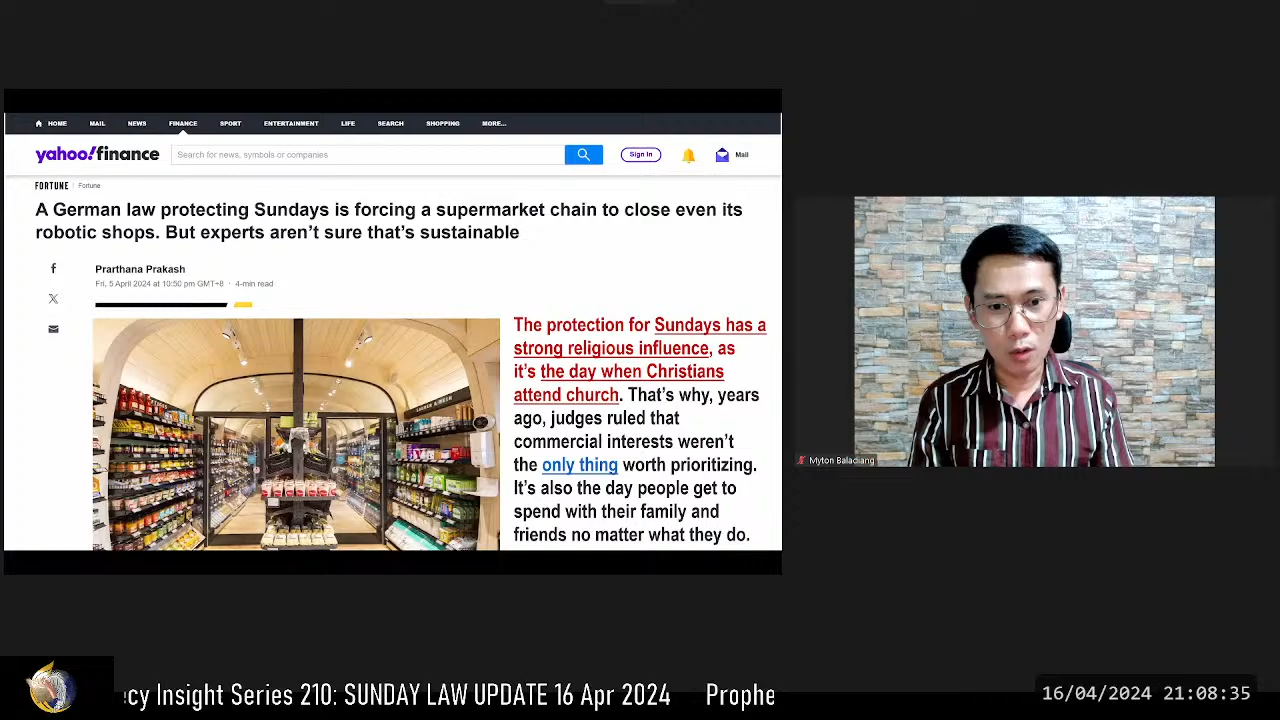 HOME MAIL NEWS FINANCE SPORT ENTERTAINMENT LIFE SEARCH SHOPPING MORE...
yahoo!finance Search for news, symbols or companies Sign in Mail
FORTUNE | Fortune
A German law protecting Sundays is forcing a supermarket chain to close even its
robotic shops. But experts aren't sure that's sustainable
Prarthana Prakash
Fri, 5 April 2024 at 10:50 pm GMT+8 · 4-min read
The protection for Sundays has a
strong religious influence, as
it's the day when Christians
attend church. That's why, years
ago, judges ruled that
commercial interests weren't
the only thing worth prioritizing.
It's also the day people get to
spend with their family and
friends no matter what they do.
Myton Baladiang
cy Insight Series 210: SUNDAY LAW UPDATE 16 Apr 2024 Prophe
16/04/2024 21:08:35